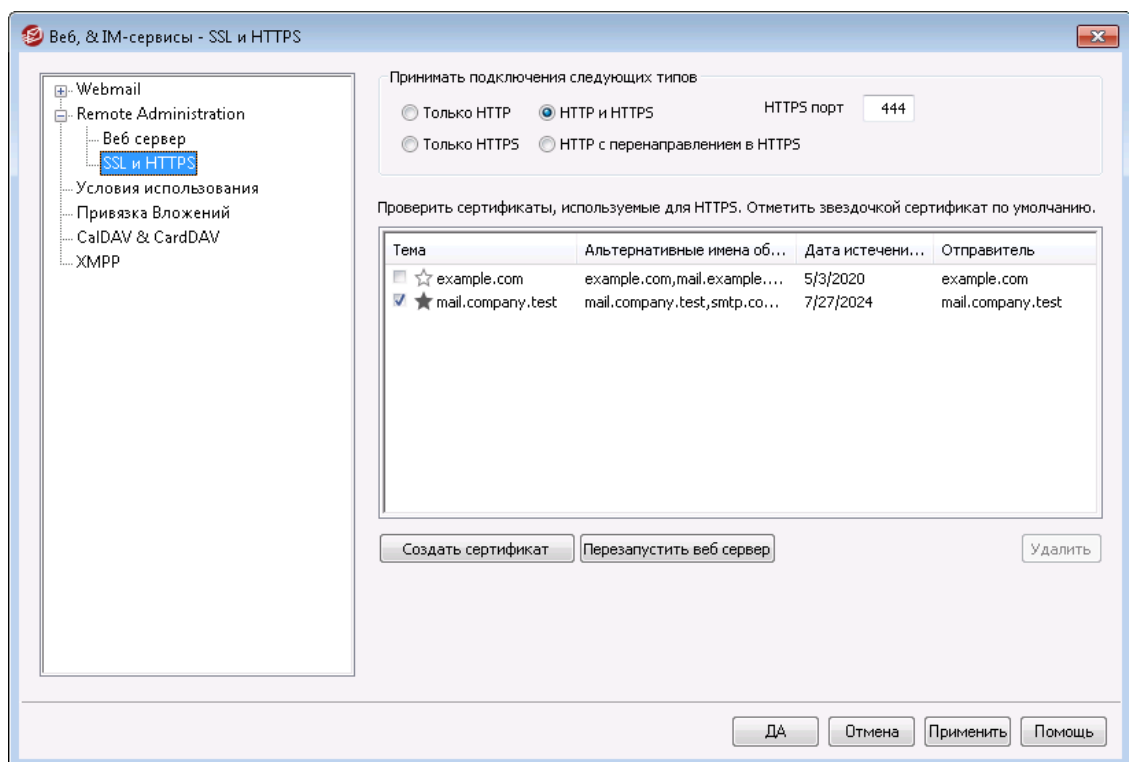 Веб, & IM-сервисы - SSL и HTTPS
Webmail
Remote Administration
Веб сервер
SSL и HTTPS
Условия использования
Привязка Вложений
CalDAV & CardDAV
XMPP
Принимать подключения следующих типов
Только HTTP HTTP и HTTPS HTTPS порт 444
Только HTTPS HTTP с перенаправлением в HTTPS
Проверить сертификаты, используемые для HTTPS. Отметить звездочкой сертификат по умолчанию.
Тема Альтернативные имена об... Дата истечени... Отправитель
example.com example.com,mail.example.... 5/3/2020 example.com
mail.company.test mail.company.test,smtp.co... 7/27/2024 mail.company.test
Создать сертификат Перезапустить веб сервер Удалить
ДА Отмена Применить Помощь